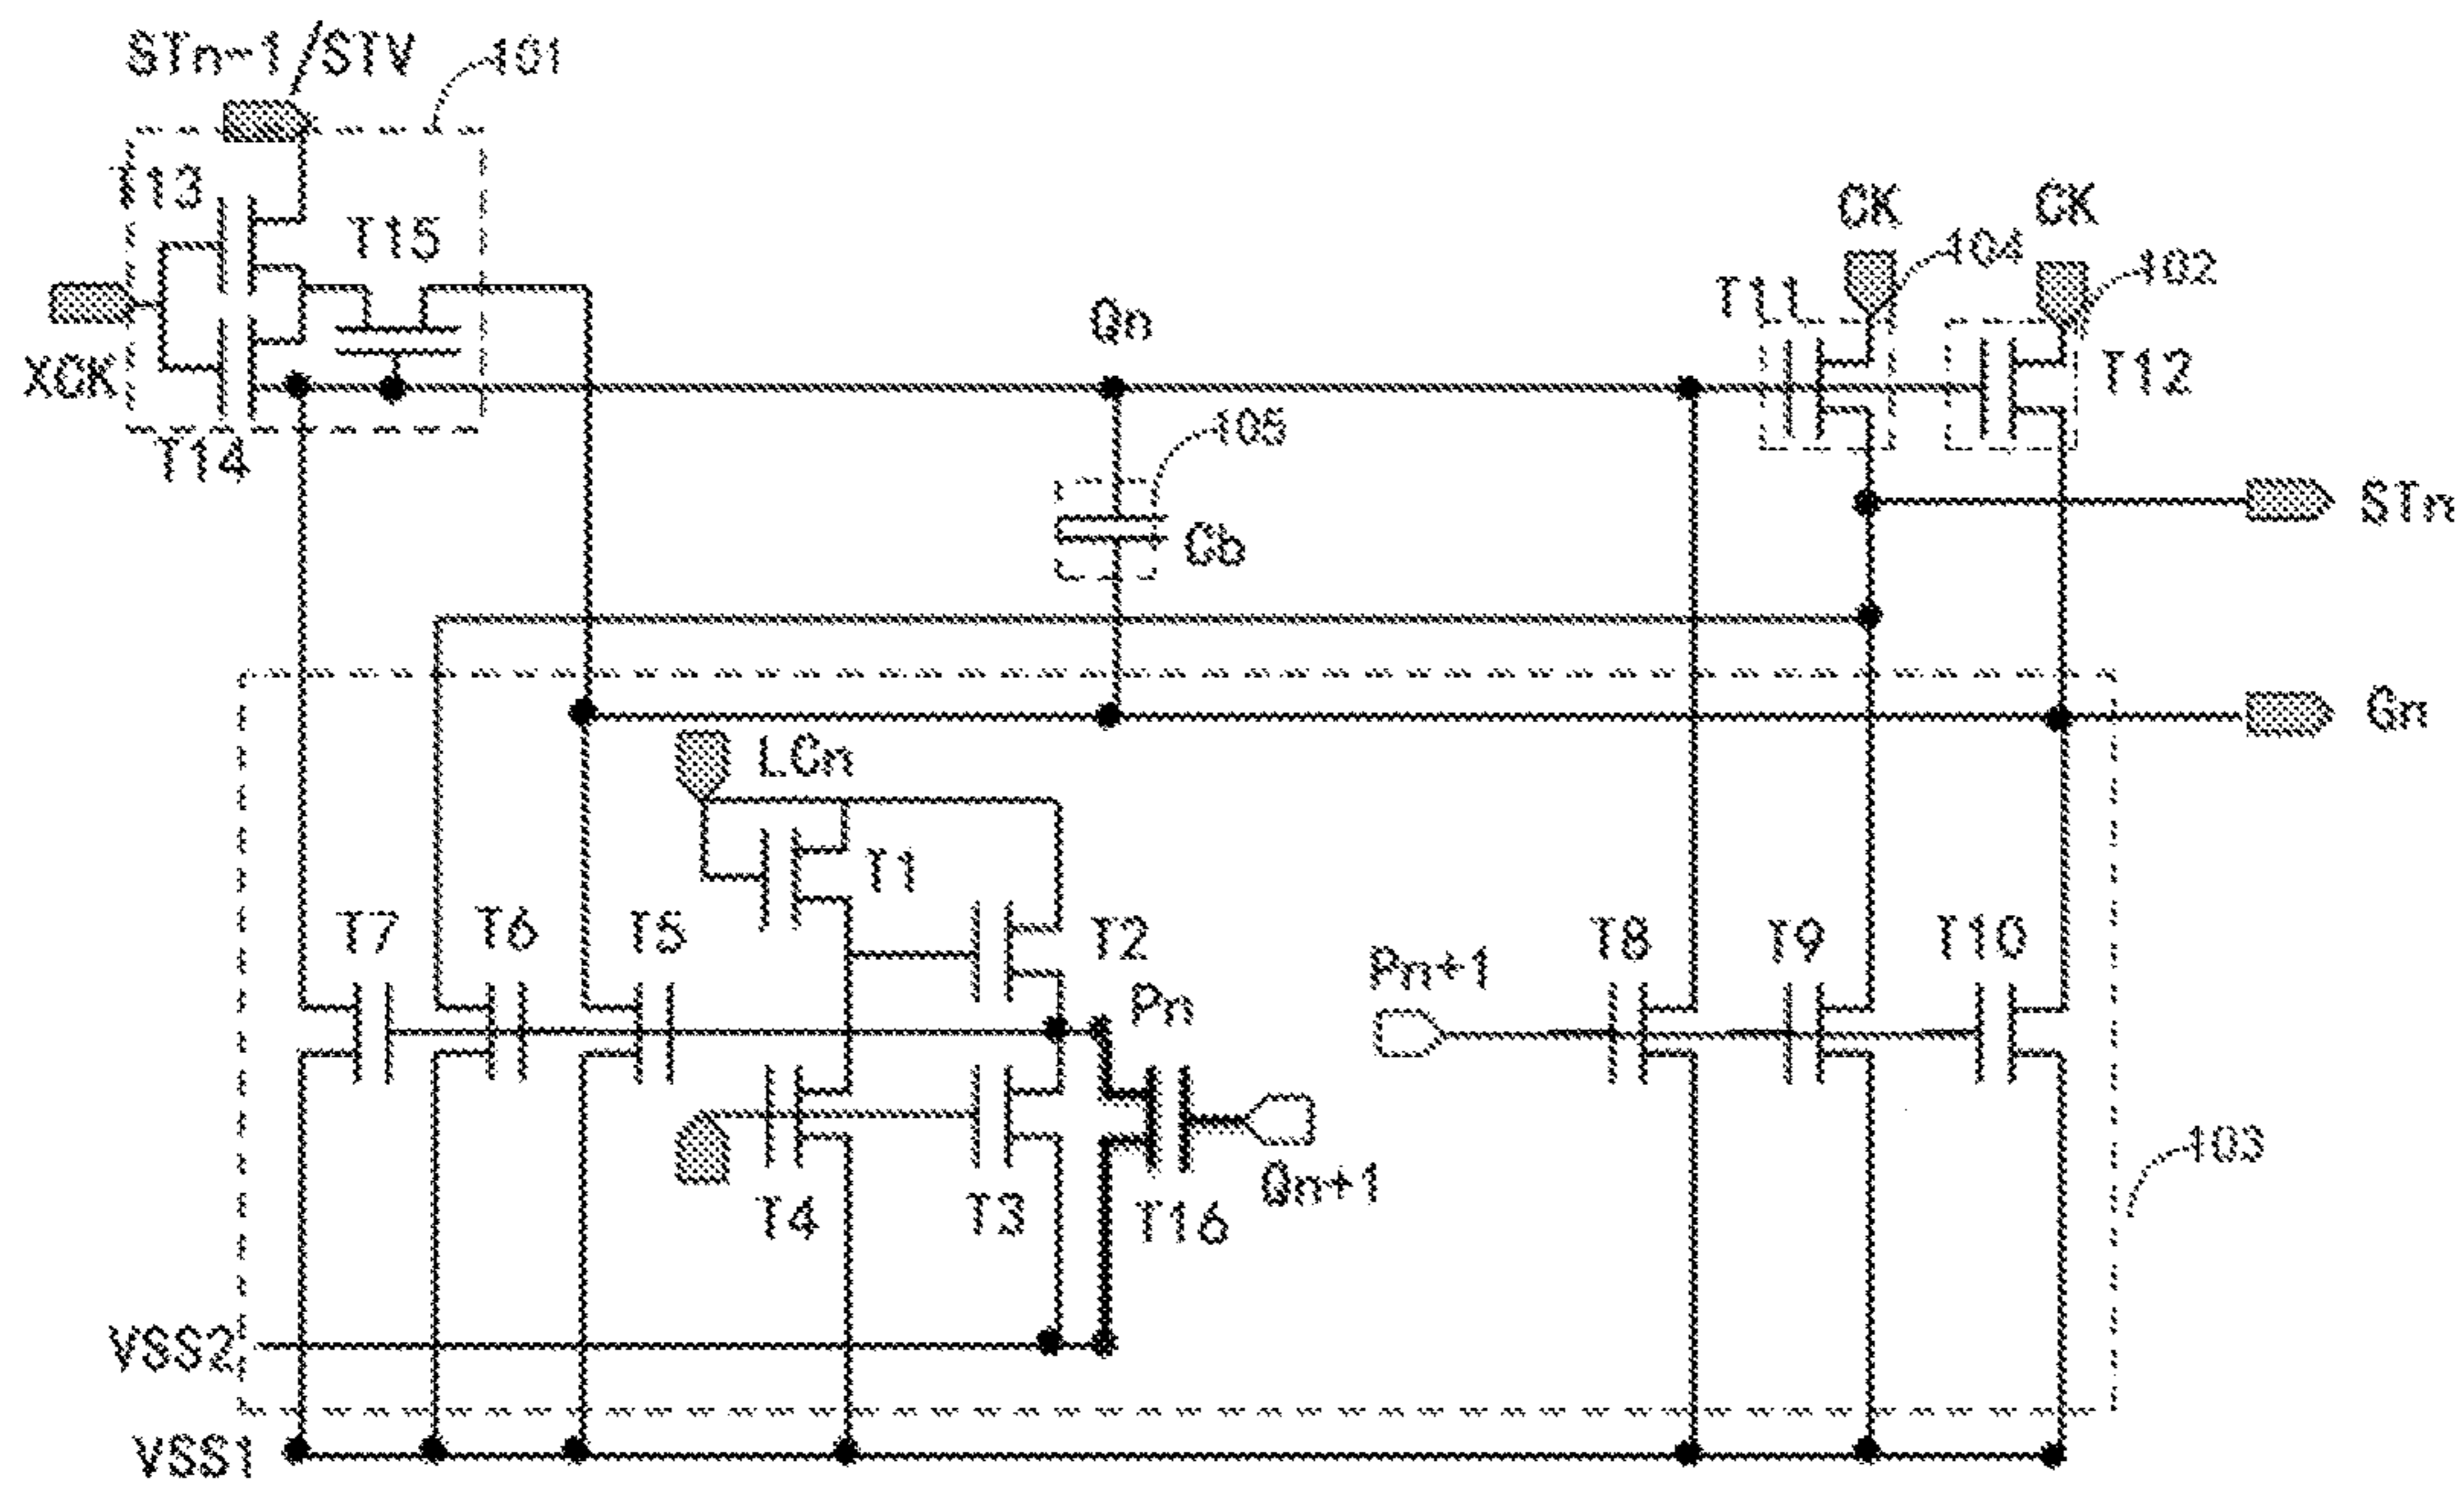 STn-1/STV
101
T13
T15
CK
CK
104
102
T11
Qn
XCK
T12
T14
105
Cb
STn
Gn
LCn
T1
T7
T6
T5
T2
Pn+1
T8
T9
T10
Pn
103
Qn+1
T4
T3
T16
VSS2
VSS1